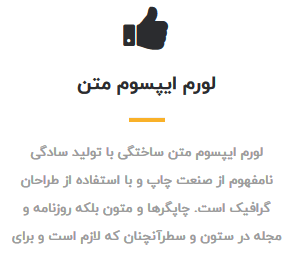 لورم ایپسوم متن
لورم ایپسوم متن ساختگی با تولید سادگی
نامفهوم از صنعت چاپ و با استفاده از طراحان
گرافیک است. چاپگرها و متون بلکه روزنامه و
مجله در ستون و سطرآنچنان که لازم است و برای